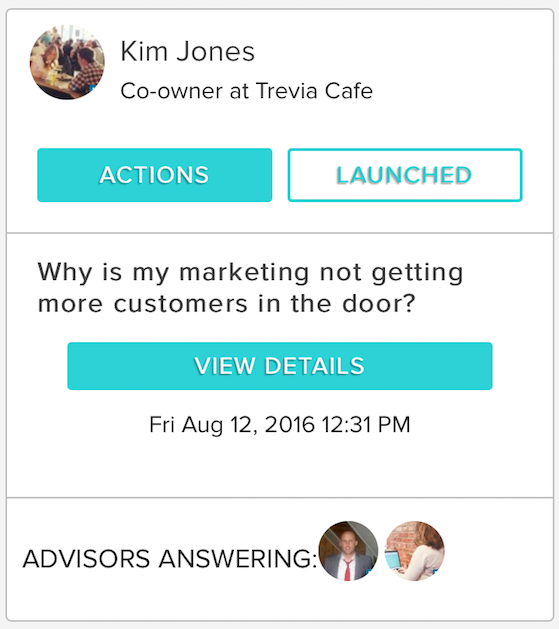 Kim Jones
Co-owner at Trevia Cafe
ACTIONS
LAUNCHED
Why is my marketing not getting
more customers in the door?
VIEW DETAILS
Fri Aug 12, 2016 12:31 PM
ADVISORS ANSWERING: